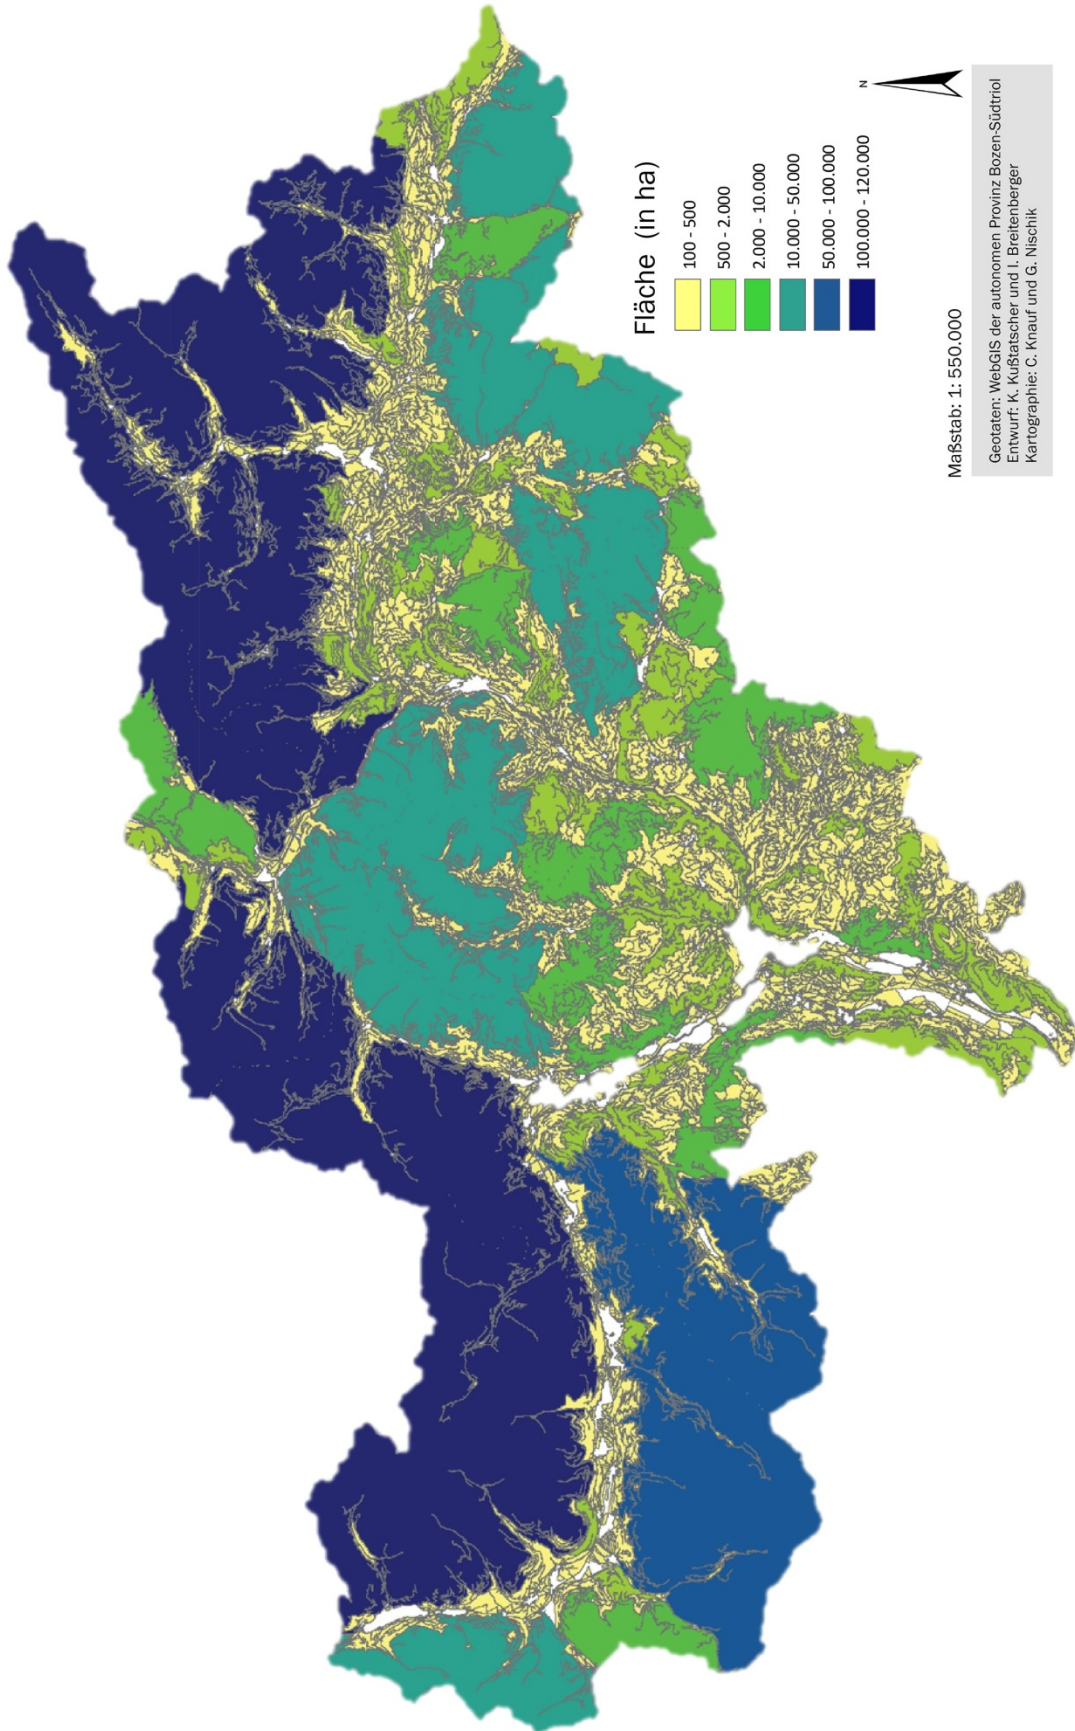 N
Fläche (in ha)
100 - 500
500 - 2.000
2.000 - 10.000
10.000 - 50.000
50.000 - 100.000
100.000 - 120.000
Maßstab: 1: 550.000
Geotaten: WebGIS der autonomen Provinz Bozen-Südtriol
Entwurf: K. Kußtatscher und I. Breitenberger
Kartographie: C. Knauf und G. Nischik